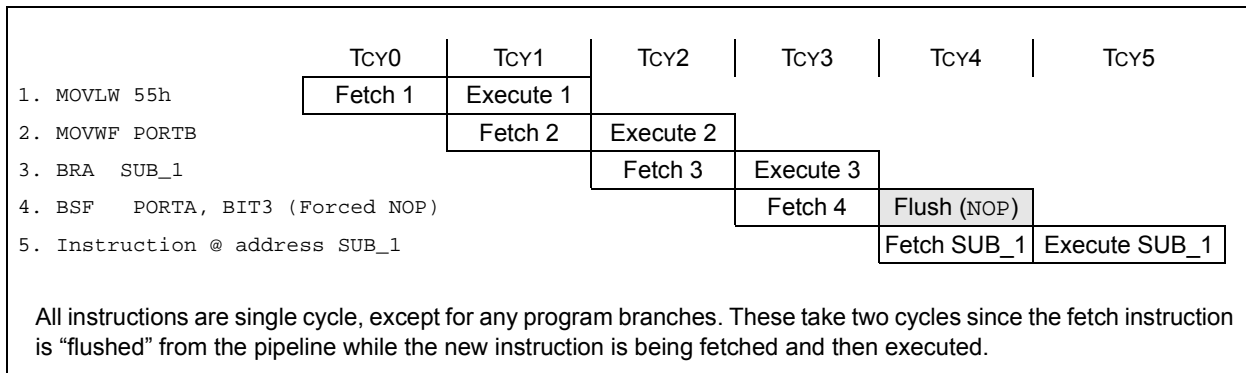 TCY0 TCY1 TCY2 TCY3 TCY4 TCY5
1. MOVLW 55h Fetch 1 Execute 1
2. MOVWF PORTB Fetch 2 Execute 2
3. BRA SUB_1 Fetch 3 Execute 3
4. BSF PORTA, BIT3 (Forced NOP) Fetch 4 Flush (NOP)
5. Instruction @ address SUB_1 Fetch SUB_1 Execute SUB_1
All instructions are single cycle, except for any program branches. These take two cycles since the fetch instruction
is “flushed” from the pipeline while the new instruction is being fetched and then executed.